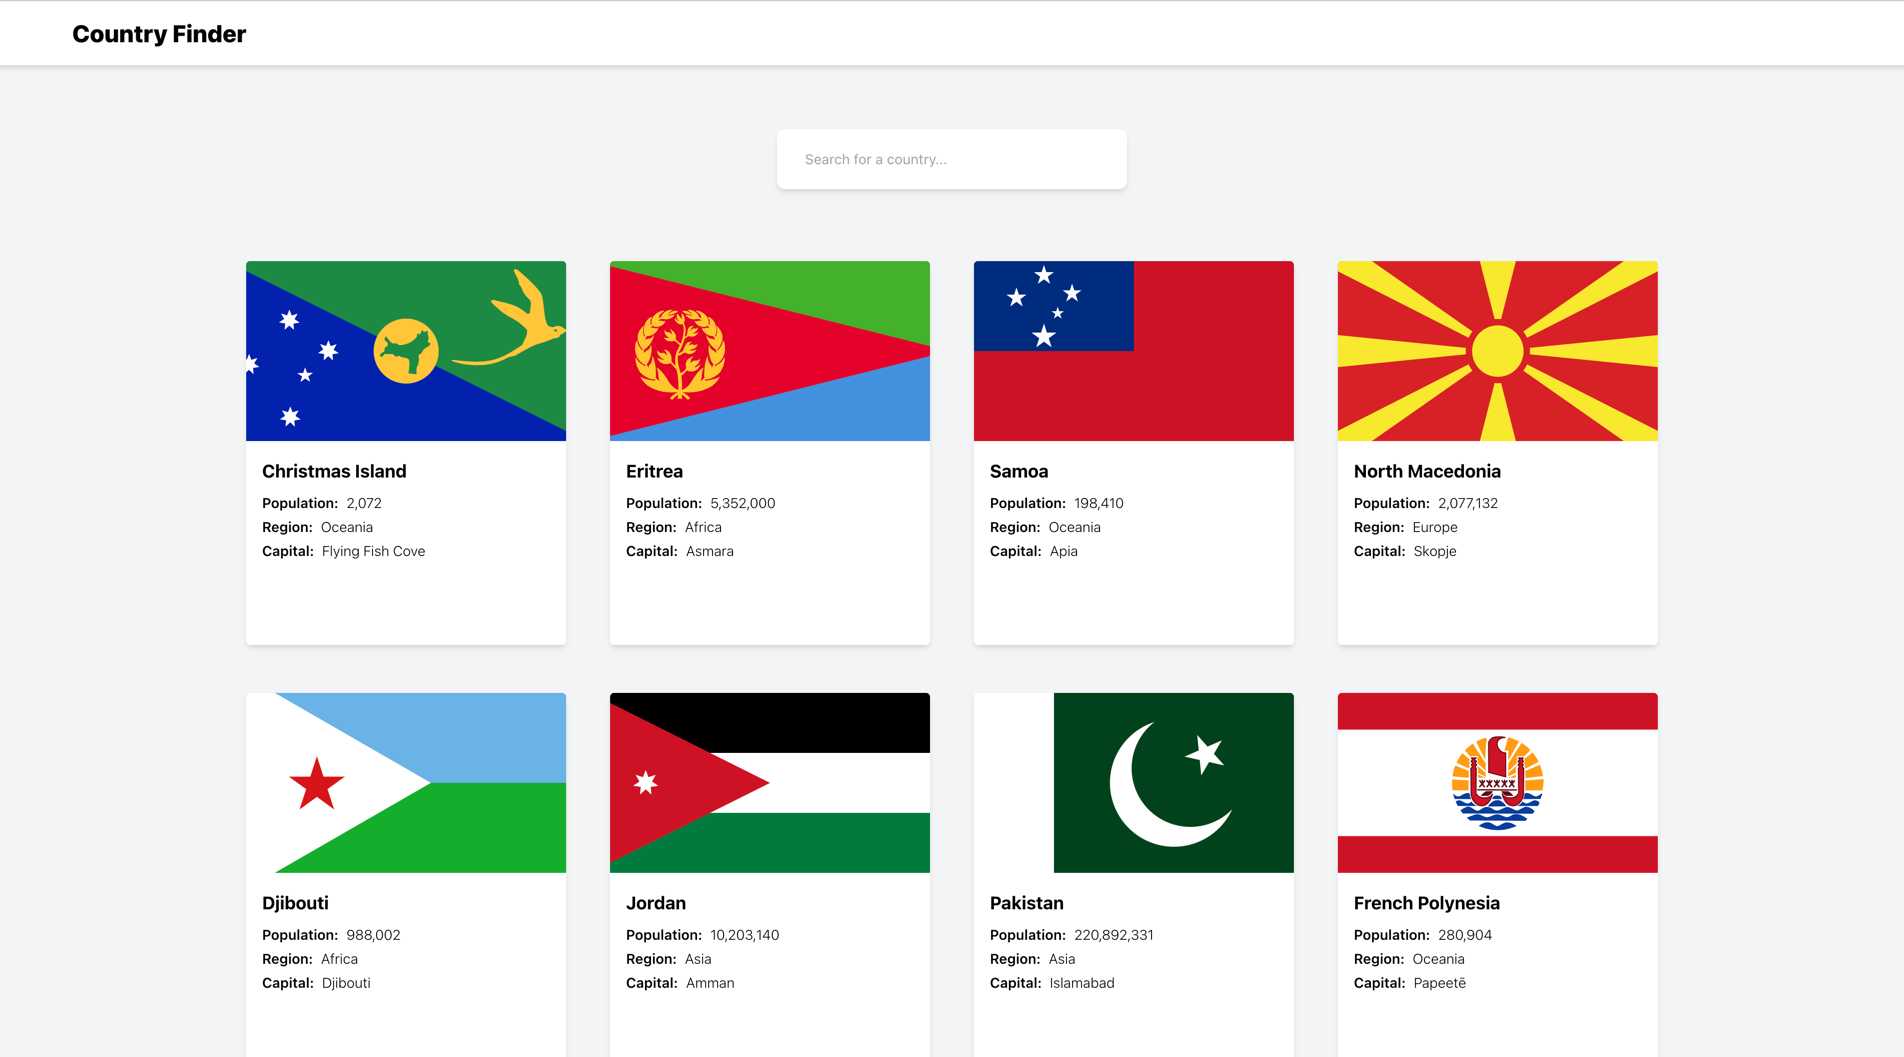 Country Finder
Search for a country...
Christmas Island
Population: 2,072
Region: Oceania
Capital: Flying Fish Cove
Eritrea
Population: 5,352,000
Region: Africa
Capital: Asmara
Samoa
Population: 198,410
Region: Oceania
Capital: Apia
North Macedonia
Population: 2,077,132
Region: Europe
Capital: Skopje
Djibouti
Population: 988,002
Region: Africa
Capital: Djibouti
Jordan
Population: 10,203,140
Region: Asia
Capital: Amman
Pakistan
Population: 220,892,331
Region: Asia
Capital: Islamabad
French Polynesia
Population: 280,904
Region: Oceania
Capital: Papeetē